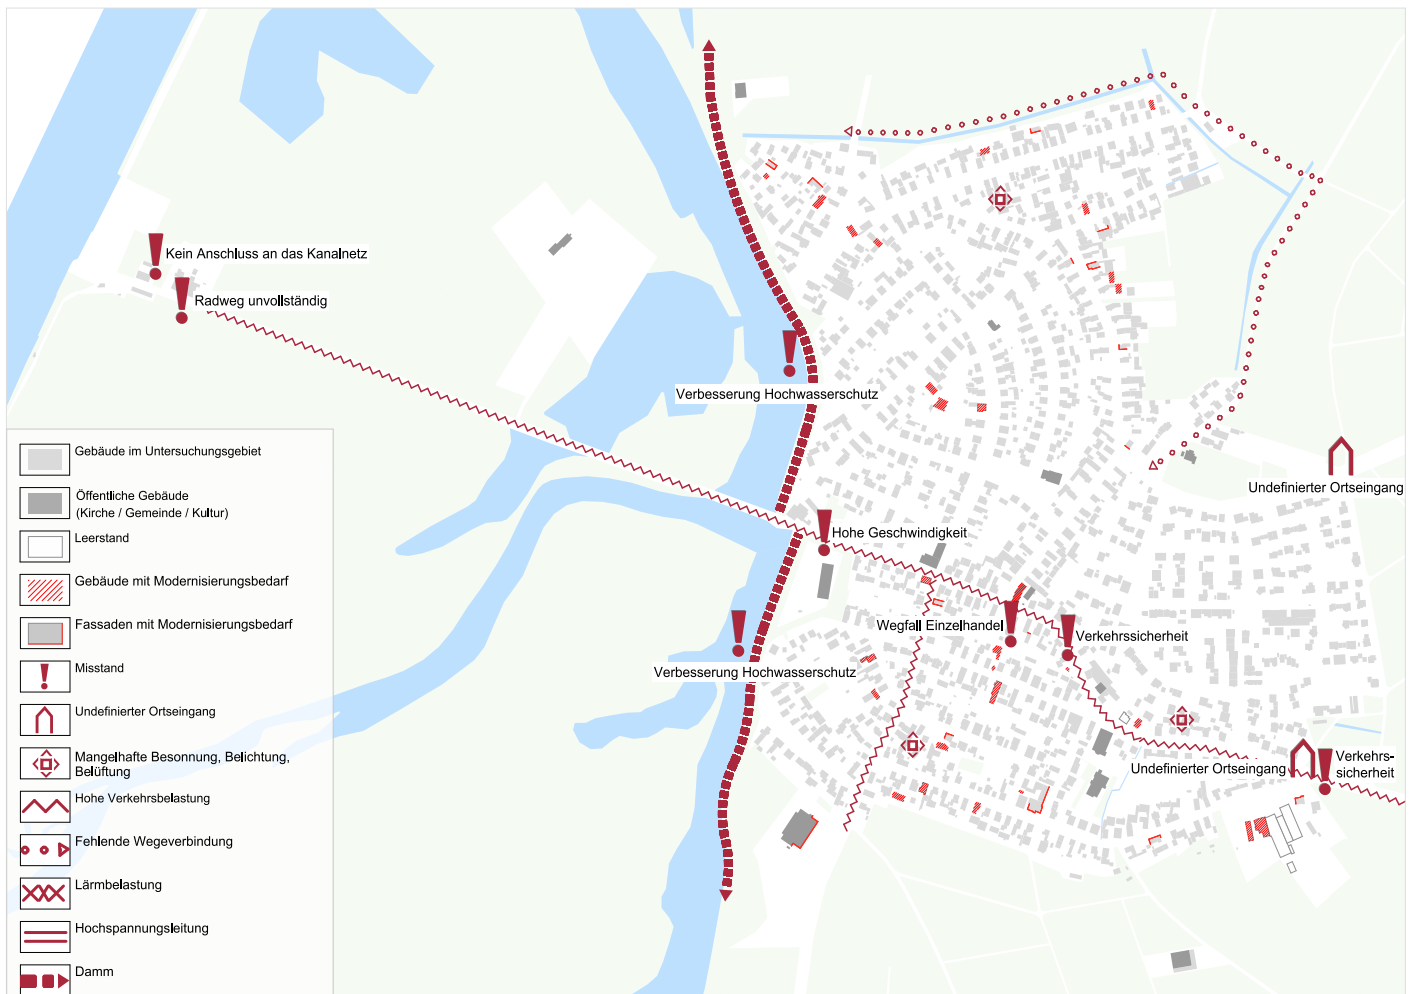 Kein Anschluss an das Kanalnetz
Radweg unvollständig
Verbesserung Hochwasserschutz
Undefinierter Ortseingang
Hohe Geschwindigkeit
Wegfall Einzelhandel
Verkehrssicherheit
Verbesserung Hochwasserschutz
Undefinierter Ortseingang
Verkehrs-
sicherheit
Gebäude im Untersuchungsgebiet
Öffentliche Gebäude
(Kirche / Gemeinde / Kultur)
Leerstand
Gebäude mit Modernisierungsbedarf
Fassaden mit Modernisierungsbedarf
Misstand
Undefinierter Ortseingang
Mangelhafte Besonnung, Belichtung,
Belüftung
Hohe Verkehrsbelastung
Fehlende Wegeverbindung
Lärmbelastung
Hochspannungsleitung
Damm